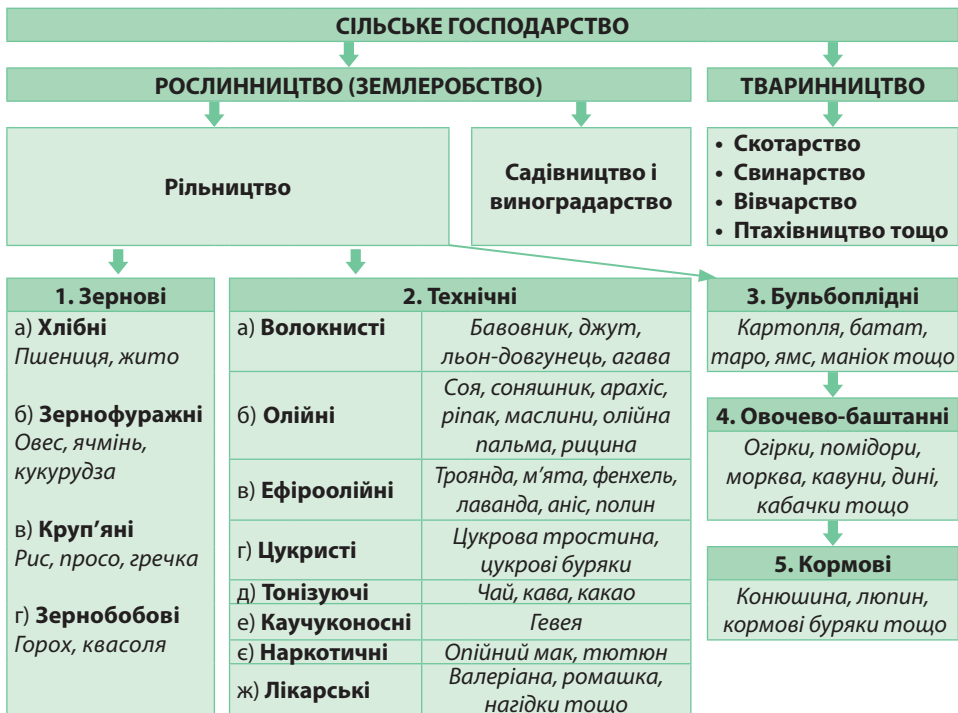 СІЛЬСЬКЕ ГОСПОДАРСТВО
РОСЛИННИЦТВО (ЗЕМЛЕРОБСТВО)
ТВАРИННИЦТВО
Рільництво
Садівництво і
виноградарство
• Скотарство
• Свинарство
• Вівчарство
• Птахівництво тощо
1. Зернові
а) Хлібні
Пшениця, жито
б) Зернофуражні
Овес, ячмінь,
кукурудза
в) Круп’яні
Рис, просо, гречка
г) Зернобобові
Горох, квасоля
2. Технічні
а) Волокнисті
Бавовник, джут,
льон-довгунець, агава
б) Олійні
Соя, соняшник, арахіс,
ріпак, маслини, олійна
пальма, рицина
в) Ефіроолійні
Троянда, м’ята, фенхель,
лаванда, аніс, полин
г) Цукристі
Цукрова тростина,
цукрові буряки
д) Тонізуючі
Чай, кава, какао
е) Каучуконосні
Гевея
є) Наркотичні
Опійний мак, тютюн
ж) Лікарські
Валеріана, ромашка,
нагідки тощо
3. Бульбоплідні
Картопля, батат,
таро, ямс, маніок тощо
4. Овочево-баштанні
Огірки, помідори,
морква, кавуни, дині,
кабачки тощо
5. Кормові
Конюшина, люпин,
кормові буряки тощо